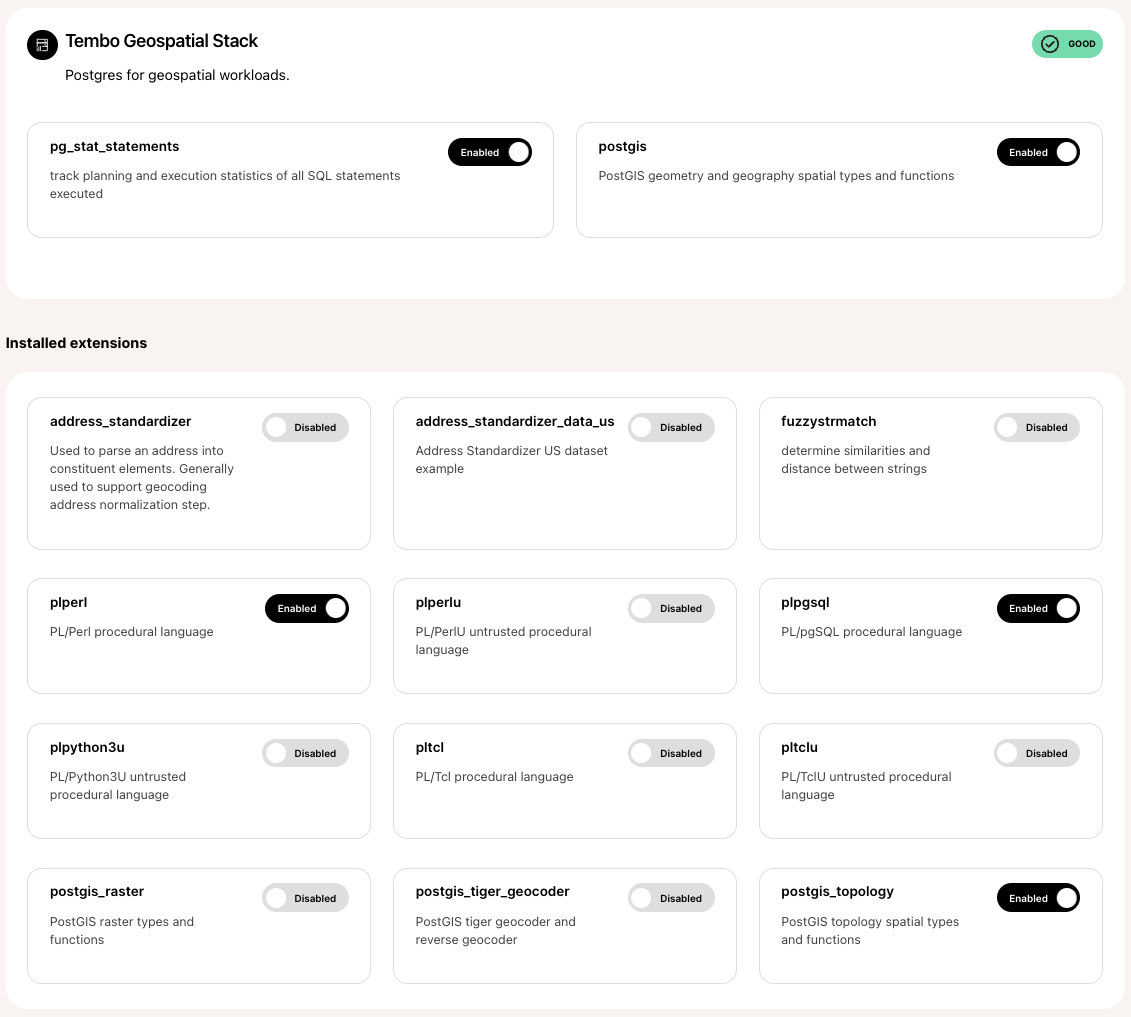 Tembo Geospatial Stack
GOOD
Postgres for geospatial workloads.
pg_stat_statements
Enabled
track planning and execution statistics of all SQL statements
executed
postgis
Enabled
PostGIS geometry and geography spatial types and functions
Installed extensions
address_standardizer
Disabled
Used to parse an address into
constituent elements. Generally
used to support geocoding
address normalization step.
address_standardizer_data_us
Disabled
Address Standardizer US dataset
example
fuzzystrmatch
Disabled
determine similarities and
distance between strings
plperl
Enabled
PL/Perl procedural language
plperlu
Disabled
PL/PerlU untrusted procedural
language
plpgsql
Enabled
PL/pgSQL procedural language
plpython3u
Disabled
PL/Python3U untrusted
procedural language
pltcl
Disabled
PL/Tcl procedural language
pltclu
Disabled
PL/TclU untrusted procedural
language
postgis_raster
Disabled
PostGIS raster types and
functions
postgis_tiger_geocoder
Disabled
PostGIS tiger geocoder and
reverse geocoder
postgis_topology
Enabled
PostGIS topology spatial types
and functions